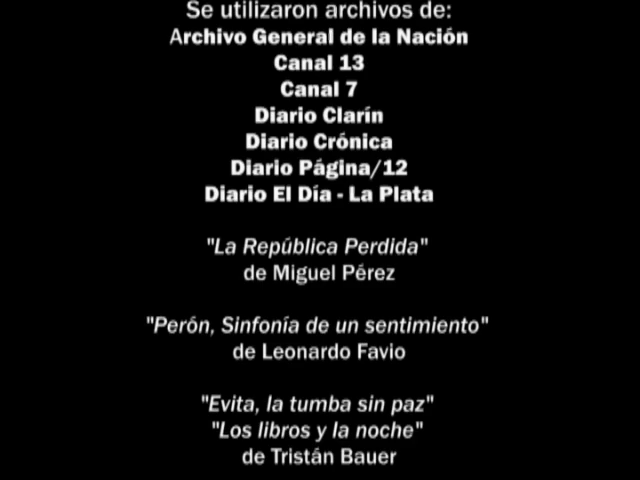 Se utilizaron archivos de:
Archivo General de la Nación
Canal 13
Canal 7
Diario Clarín
Diario Crónica
Diario Página/12
Diario El Día - La Plata
"La República Perdida"
de Miguel Pérez
"Perón, Sinfonía de un sentimiento"
de Leonardo Favio
"Evita, la tumba sin paz"
"Los libros y la noche"
de Tristán Bauer